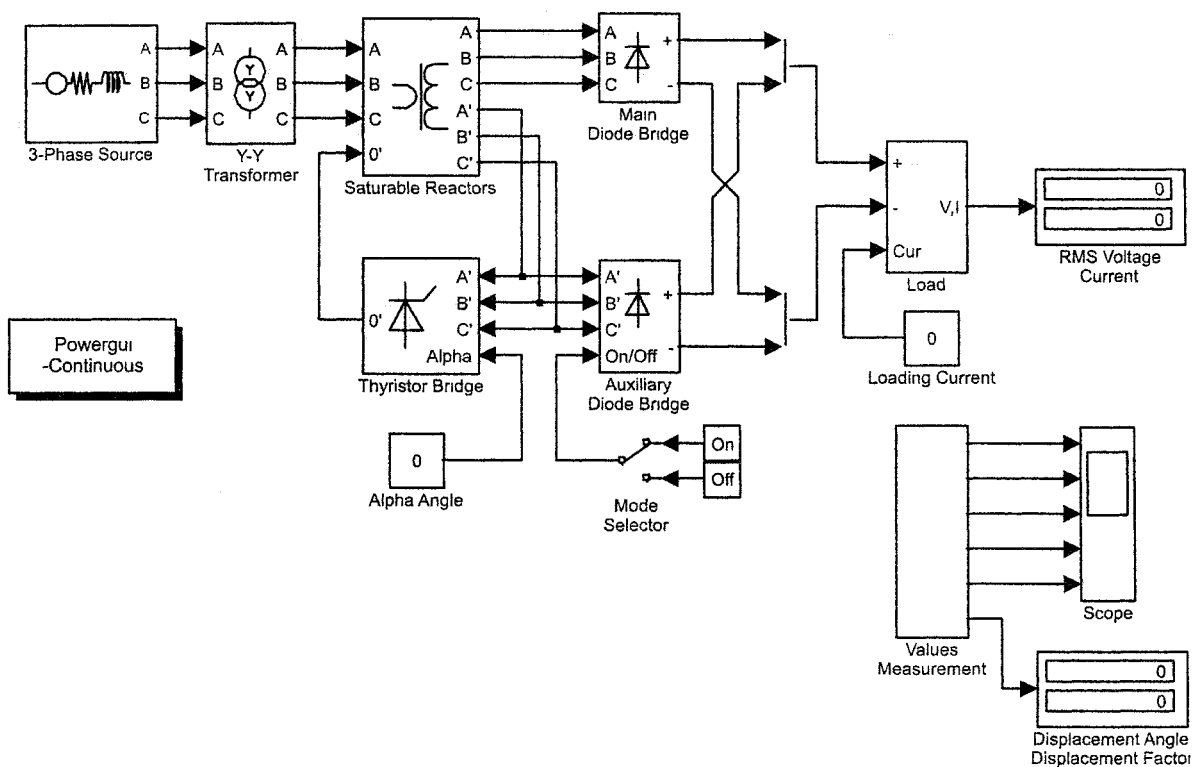 A
B
C
3-Phase Source
A
B
C
Y
Y
A
B
C
Y-Y
Transformer
A
B
C
0'
A
B
C
A'
B'
C'
Saturable Reactors
A
B
C
+
-
Main
Diode Bridge
+
-
Cur
V,I
Load
0
0
RMS Voltage
Current
0
Loading Current
0'
A'
B'
C'
Alpha
Thyristor Bridge
A'
B'
C'
On/Off
+
-
Auxiliary
Diode Bridge
Powergui
-Continuous
0
Alpha Angle
On
Off
Mode
Selector
Values
Measurement
Scope
0
0
Displacement Angle
Displacement Factor